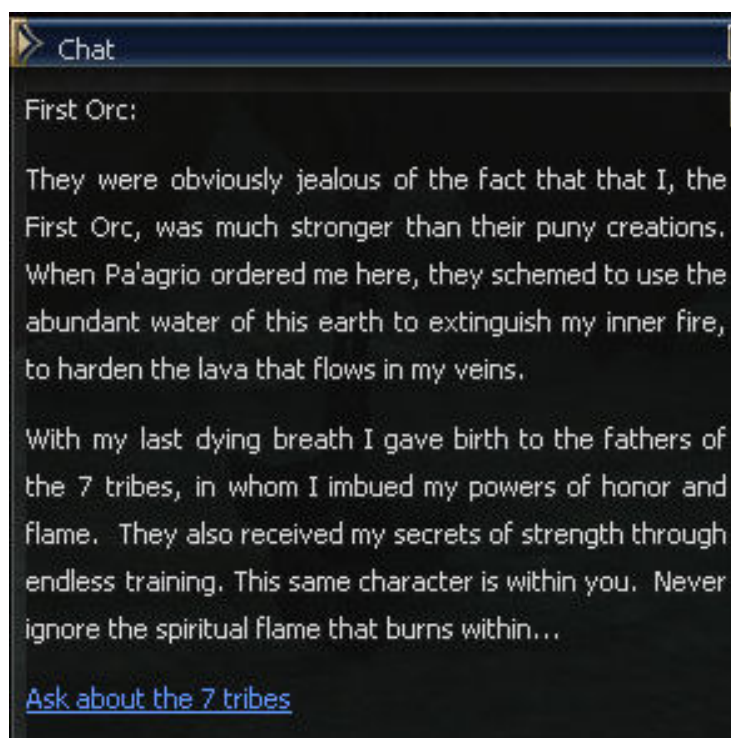 Chat
First Orc:
They were obviously jealous of the fact that that I, the
First Orc, was much stronger than their puny creations.
When Pa'agrio ordered me here, they schemed to use the
abundant water of this earth to extinguish my inner fire,
to harden the lava that flows in my veins.
With my last dying breath I gave birth to the fathers of
the 7 tribes, in whom I imbued my powers of honor and
flame.  They also received my secrets of strength through
endless training. This same character is within you.  Never
ignore the spiritual flame that burns within...
Ask about the 7 tribes